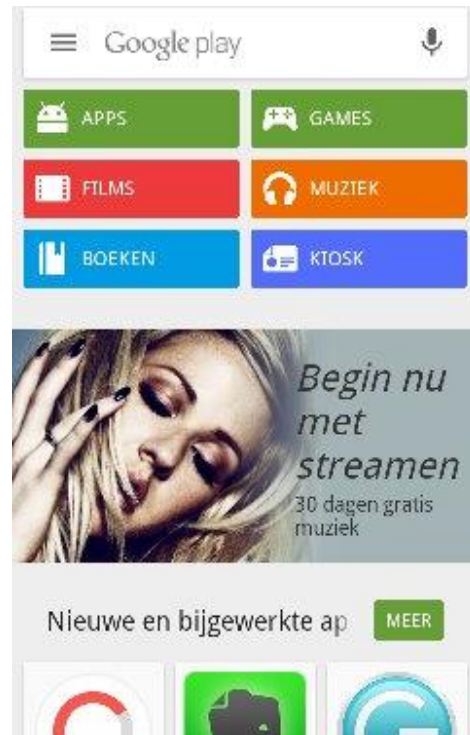 Google play
APPS
GAMES
FILMS
MUZIEK
BOEKEN
KIOSK
Begin nu
met
streamen
30 dagen gratis
muziek
Nieuwe en bijgewerkte ap
MEER